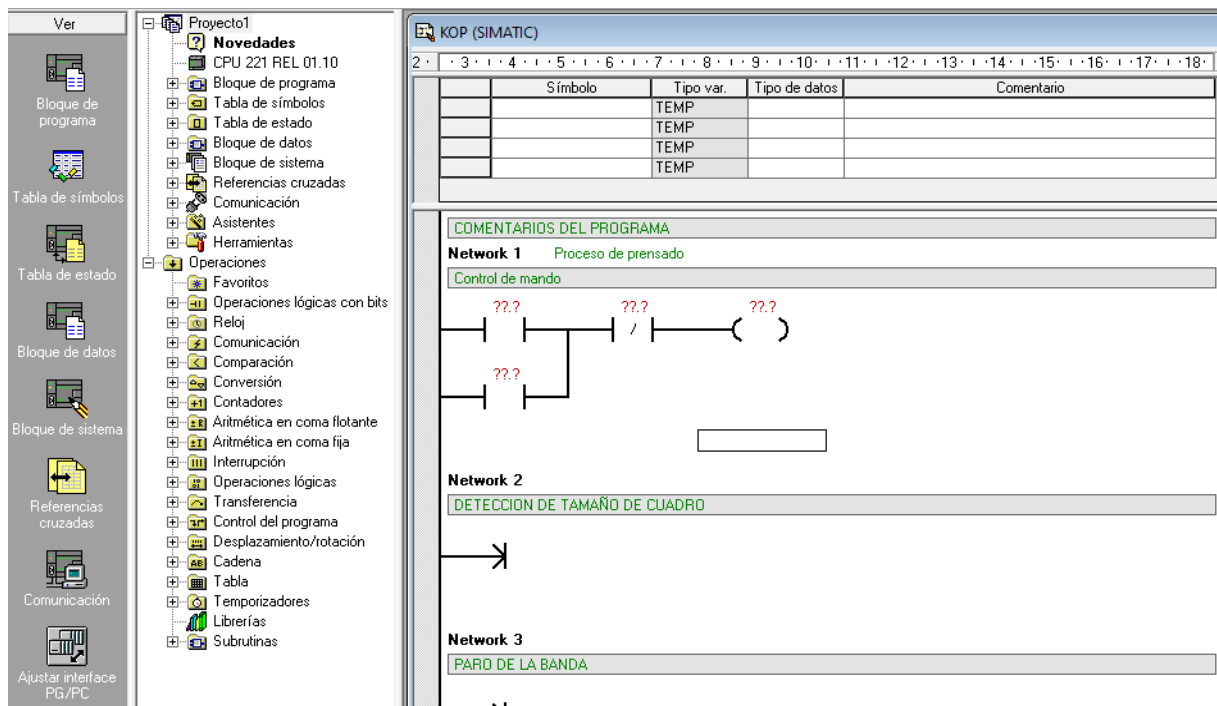 Ver
Bloque de
programa
Tabla de símbolos
Tabla de estado
Bloque de datos
Bloque de sistema
Referencias
cruzadas
Comunicación
Ajustar interface
PG/PC
Proyecto1
Novedades
CPU 221 REL 01.10
Bloque de programa
Tabla de símbolos
Tabla de estado
Bloque de datos
Bloque de sistema
Referencias cruzadas
Comunicación
Asistentes
Herramientas
Operaciones
Favoritos
Operaciones lógicas con bits
Reloj
Comunicación
Comparación
Conversión
Contadores
Aritmética en coma flotante
Aritmética en coma fija
Interrupción
Operaciones lógicas
Transferencia
Control del programa
Desplazamiento/rotación
Cadena
Tabla
Temporizadores
Librerías
Subrutinas
KOP (SIMATIC)
2 · · 3 · ı · 4 · ı · 5 · ı · 6 · ı · 7 · ı · 8 · ı · 9 · ı · 10 · ı · 11 · ı · 12 · ı · 13 · ı · 14 · ı · 15 · ı · 16 · ı · 17 · ı · 18 ·
Símbolo Tipo var. Tipo de datos Comentario
TEMP
TEMP
TEMP
TEMP
COMENTARIOS DEL PROGRAMA
Network 1 Proceso de prensado
Control de mando
??.? ??.? ??.?
/
??.?
Network 2
DETECCION DE TAMAÑO DE CUADRO
Network 3
PARO DE LA BANDA